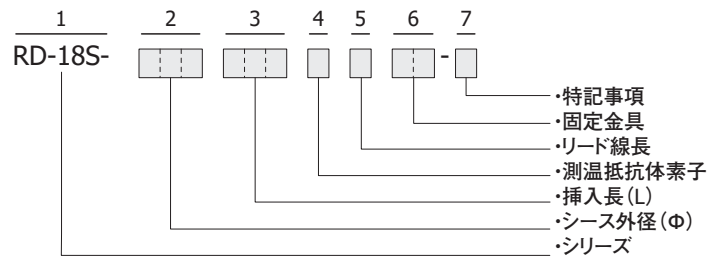 1 2 3 4 5 6 7
RD-18S- -
・特記事項
・固定金具
・リード線長
・測温抵抗体素子
・挿入長(L)
・シース外径(Φ)
・シリーズ